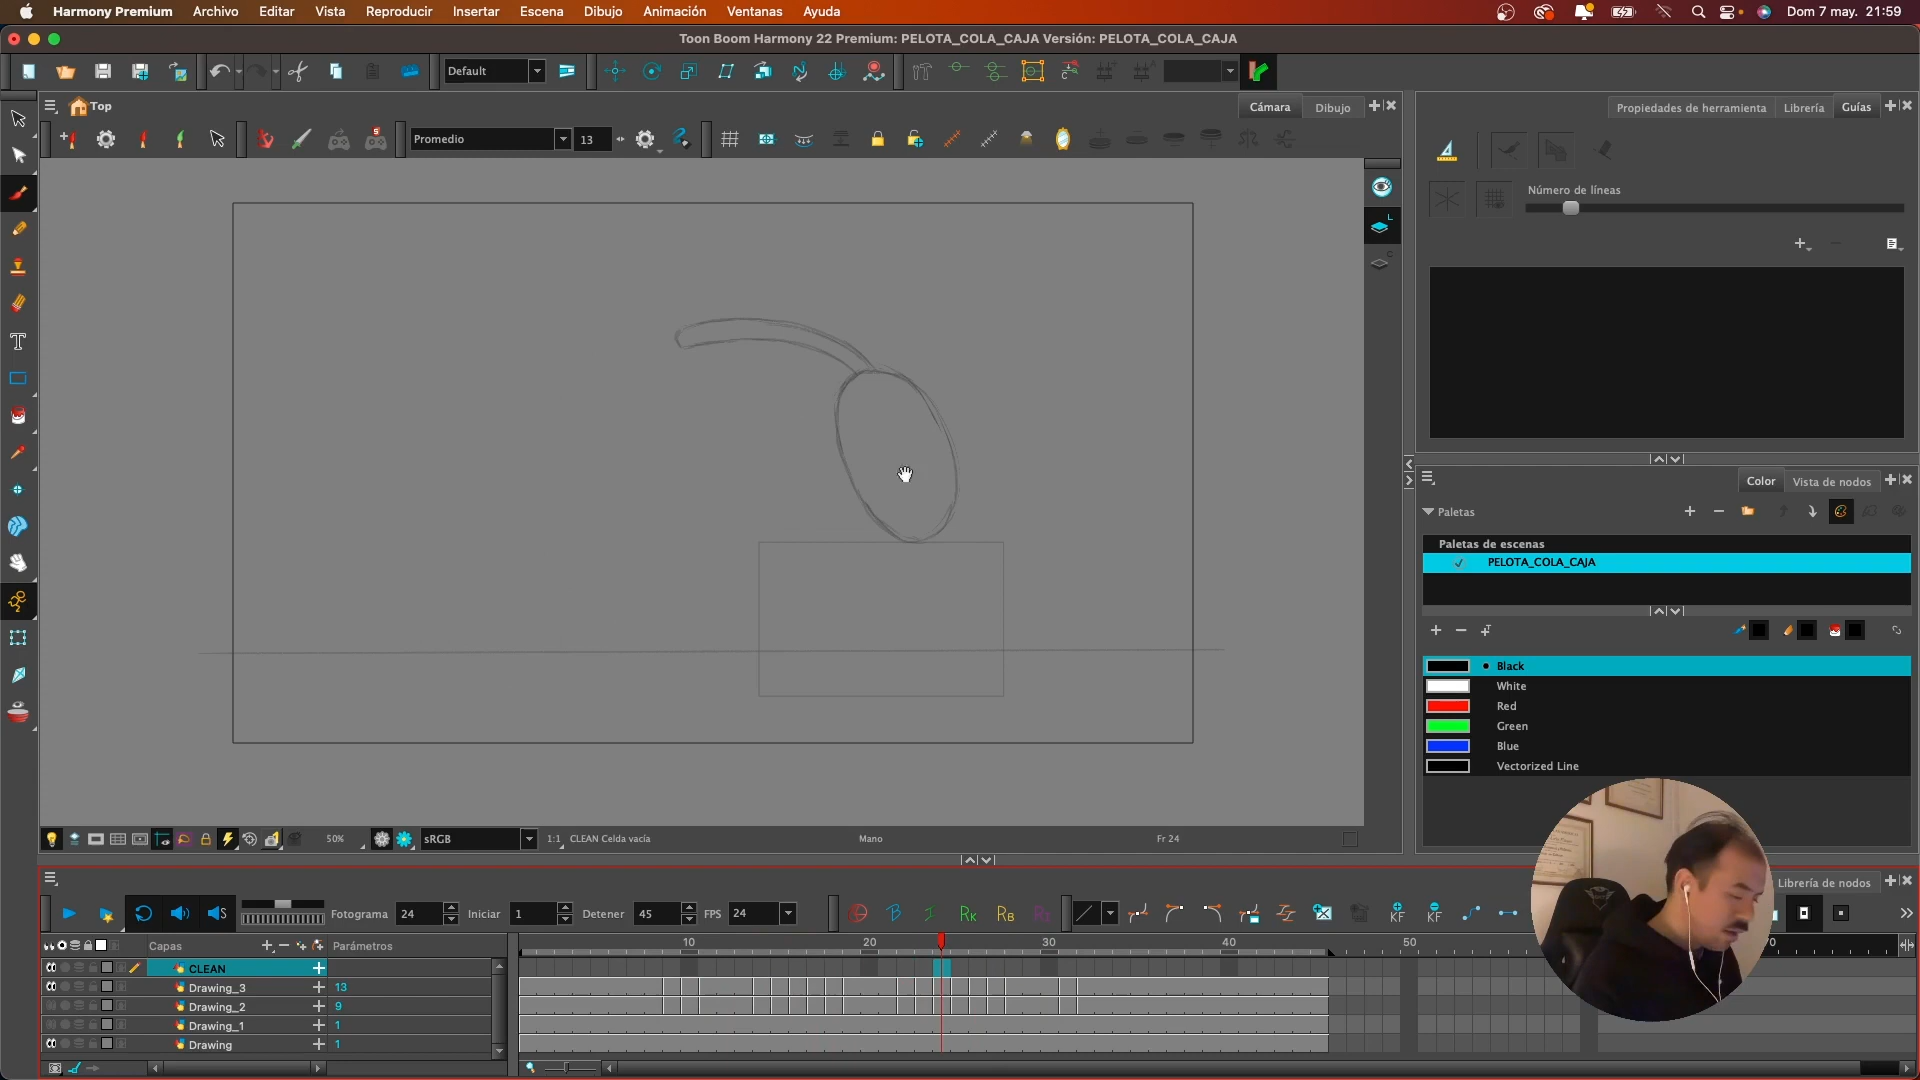 Harmony Premium Archivo Editar Vista Reproducir Insertar Escena Dibujo Animación Ventanas Ayuda Dom 7 may. 21:59
Toon Boom Harmony 22 Premium: PELOTA_COLA_CAJA Versión: PELOTA_COLA_CAJA
Default
Top
Cámara Dibujo
Propiedades de herramienta Librería Guías
Promedio 13
Número de líneas
Color Vista de nodos
Paletas
Paletas de escenas
PELOTA_COLA_CAJA
Black
White
Red
Green
Blue
Vectorized Line
50% sRGB 1:1 CLEAN Celda vacía Mano Fr 24
Librería de nodos
Fotograma 24 Iniciar 1 Detener 45 FPS 24
Capas Parámetros 10 20 30 40 50 70
CLEAN
Drawing_3 13
Drawing_2 9
Drawing_1 1
Drawing 1